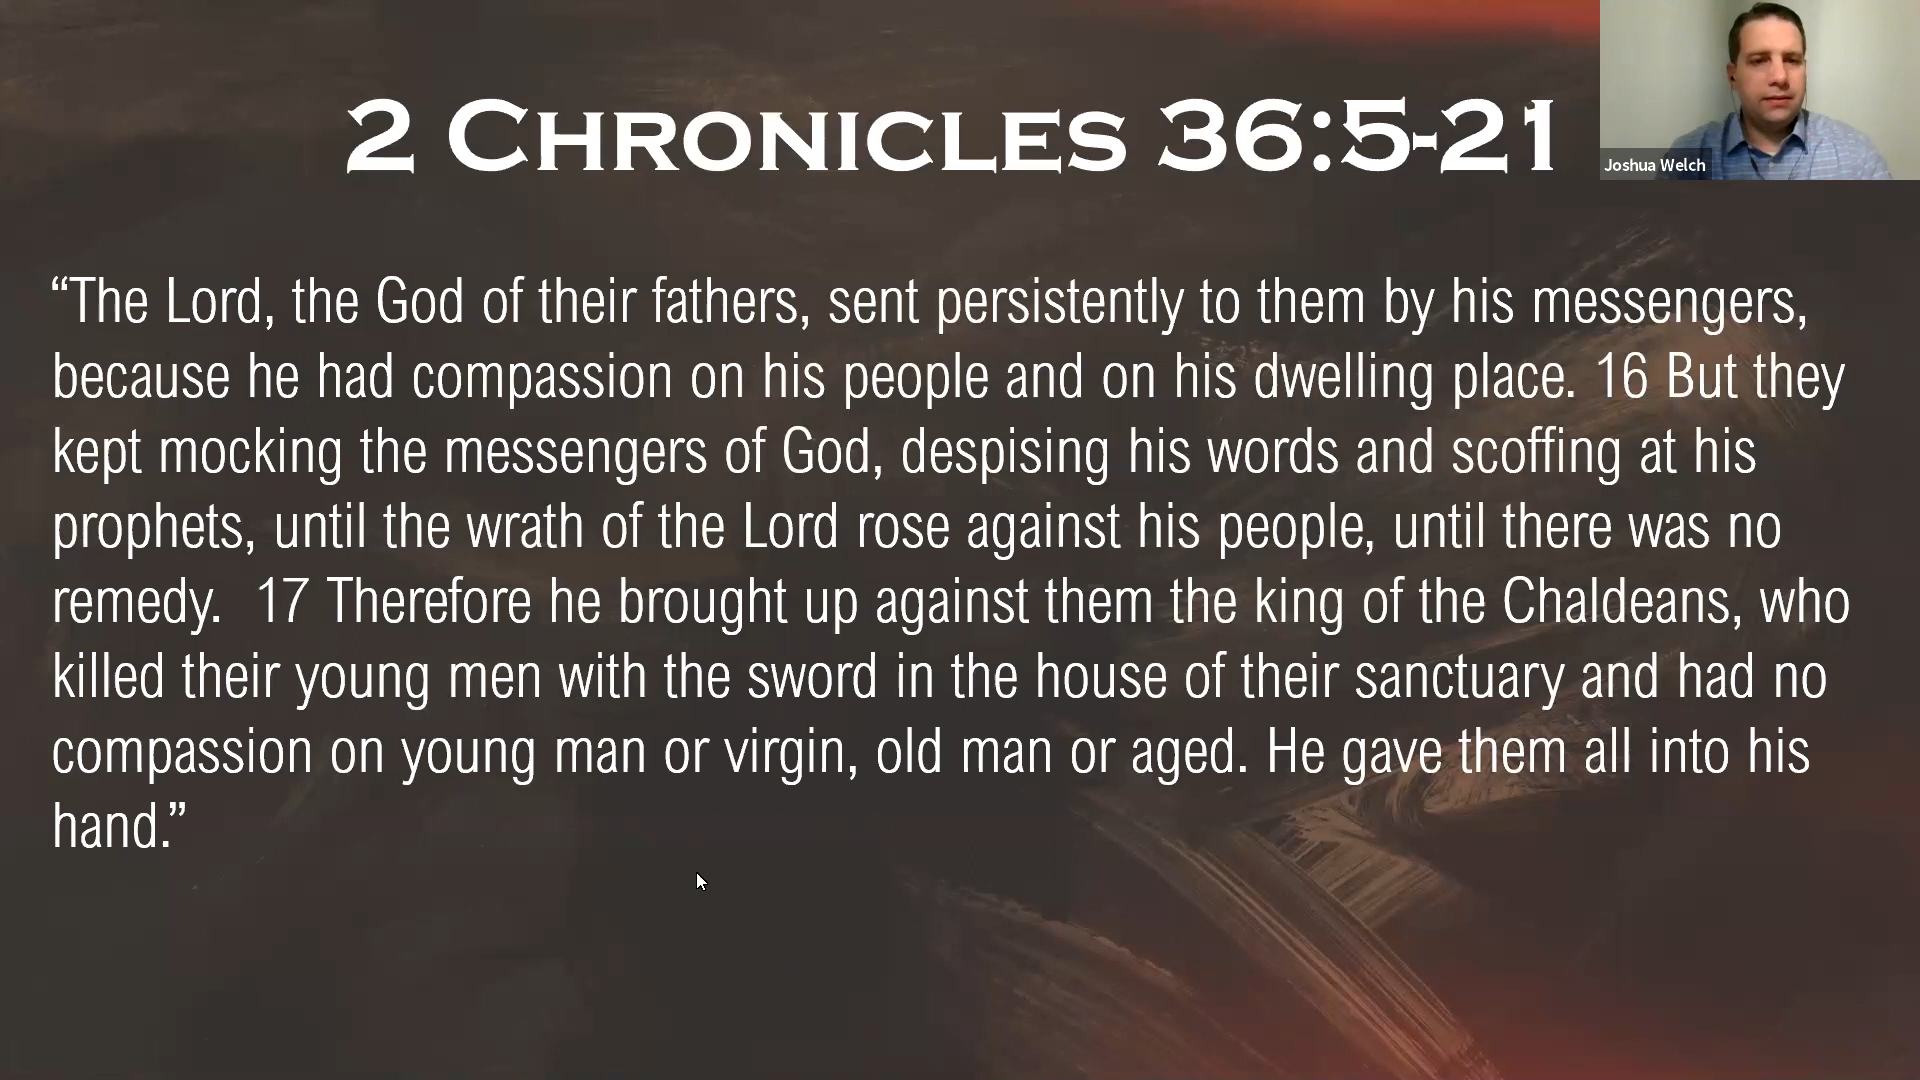 2 Chronicles 36:5-21
Joshua Welch
“The Lord, the God of their fathers, sent persistently to them by his messengers,
because he had compassion on his people and on his dwelling place. 16 But they
kept mocking the messengers of God, despising his words and scoffing at his
prophets, until the wrath of the Lord rose against his people, until there was no
remedy.  17 Therefore he brought up against them the king of the Chaldeans, who
killed their young men with the sword in the house of their sanctuary and had no
compassion on young man or virgin, old man or aged. He gave them all into his
hand.”